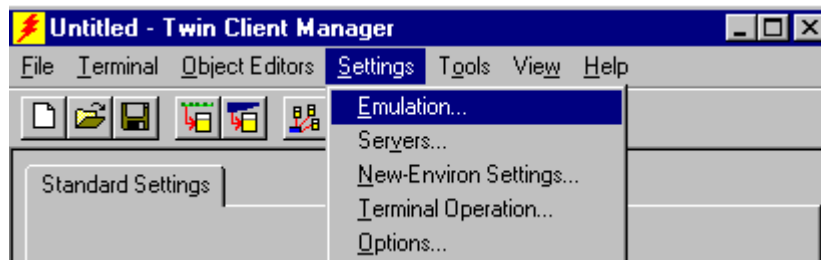 Untitled - Twin Client Manager
File Terminal Object Editors Settings Tools View Help
Emulation...
Servers...
Standard Settings
New-Environ Settings...
Terminal Operation...
Options...